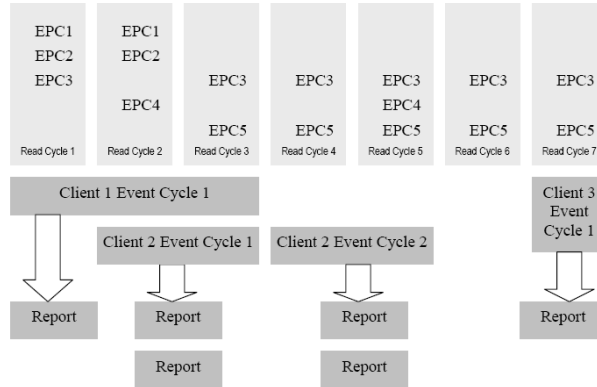 EPC1
EPC2
EPC3
Read Cycle 1
EPC1
EPC2
EPC4
Read Cycle 2
EPC3
EPC5
Read Cycle 3
EPC3
EPC5
Read Cycle 4
EPC3
EPC4
EPC5
Read Cycle 5
EPC3
EPC5
Read Cycle 6
EPC3
EPC5
Read Cycle 7
Client 1 Event Cycle 1
Client 3
Event
Cycle 1
Client 2 Event Cycle 1
Client 2 Event Cycle 2
Report
Report
Report
Report
Report
Report